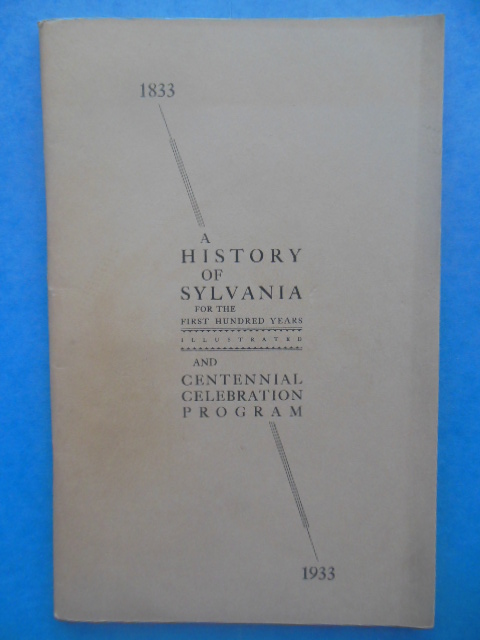 1833
A
HISTORY
OF
SYLVANIA
FOR THE
FIRST HUNDRED YEARS
ILLUSTRATED
AND
CENTENNIAL
CELEBRATION
PROGRAM
1933